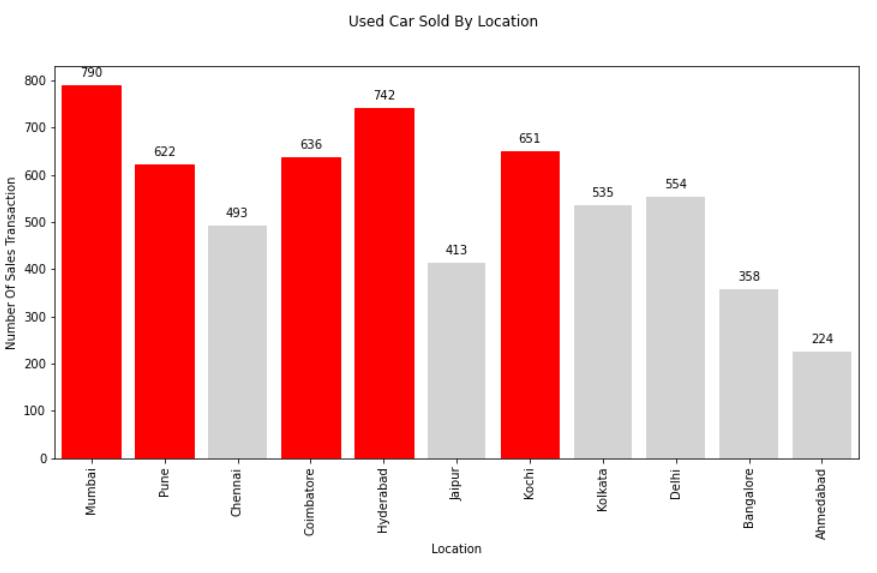 Used Car Sold By Location
Number Of Sales Transaction
800
700
600
500
400
300
200
100
0
790
622
493
636
742
413
651
535
554
358
224
Mumbai
Pune
Chennai
Coimbatore
Hyderabad
Jaipur
Kochi
Kolkata
Delhi
Bangalore
Ahmedabad
Location